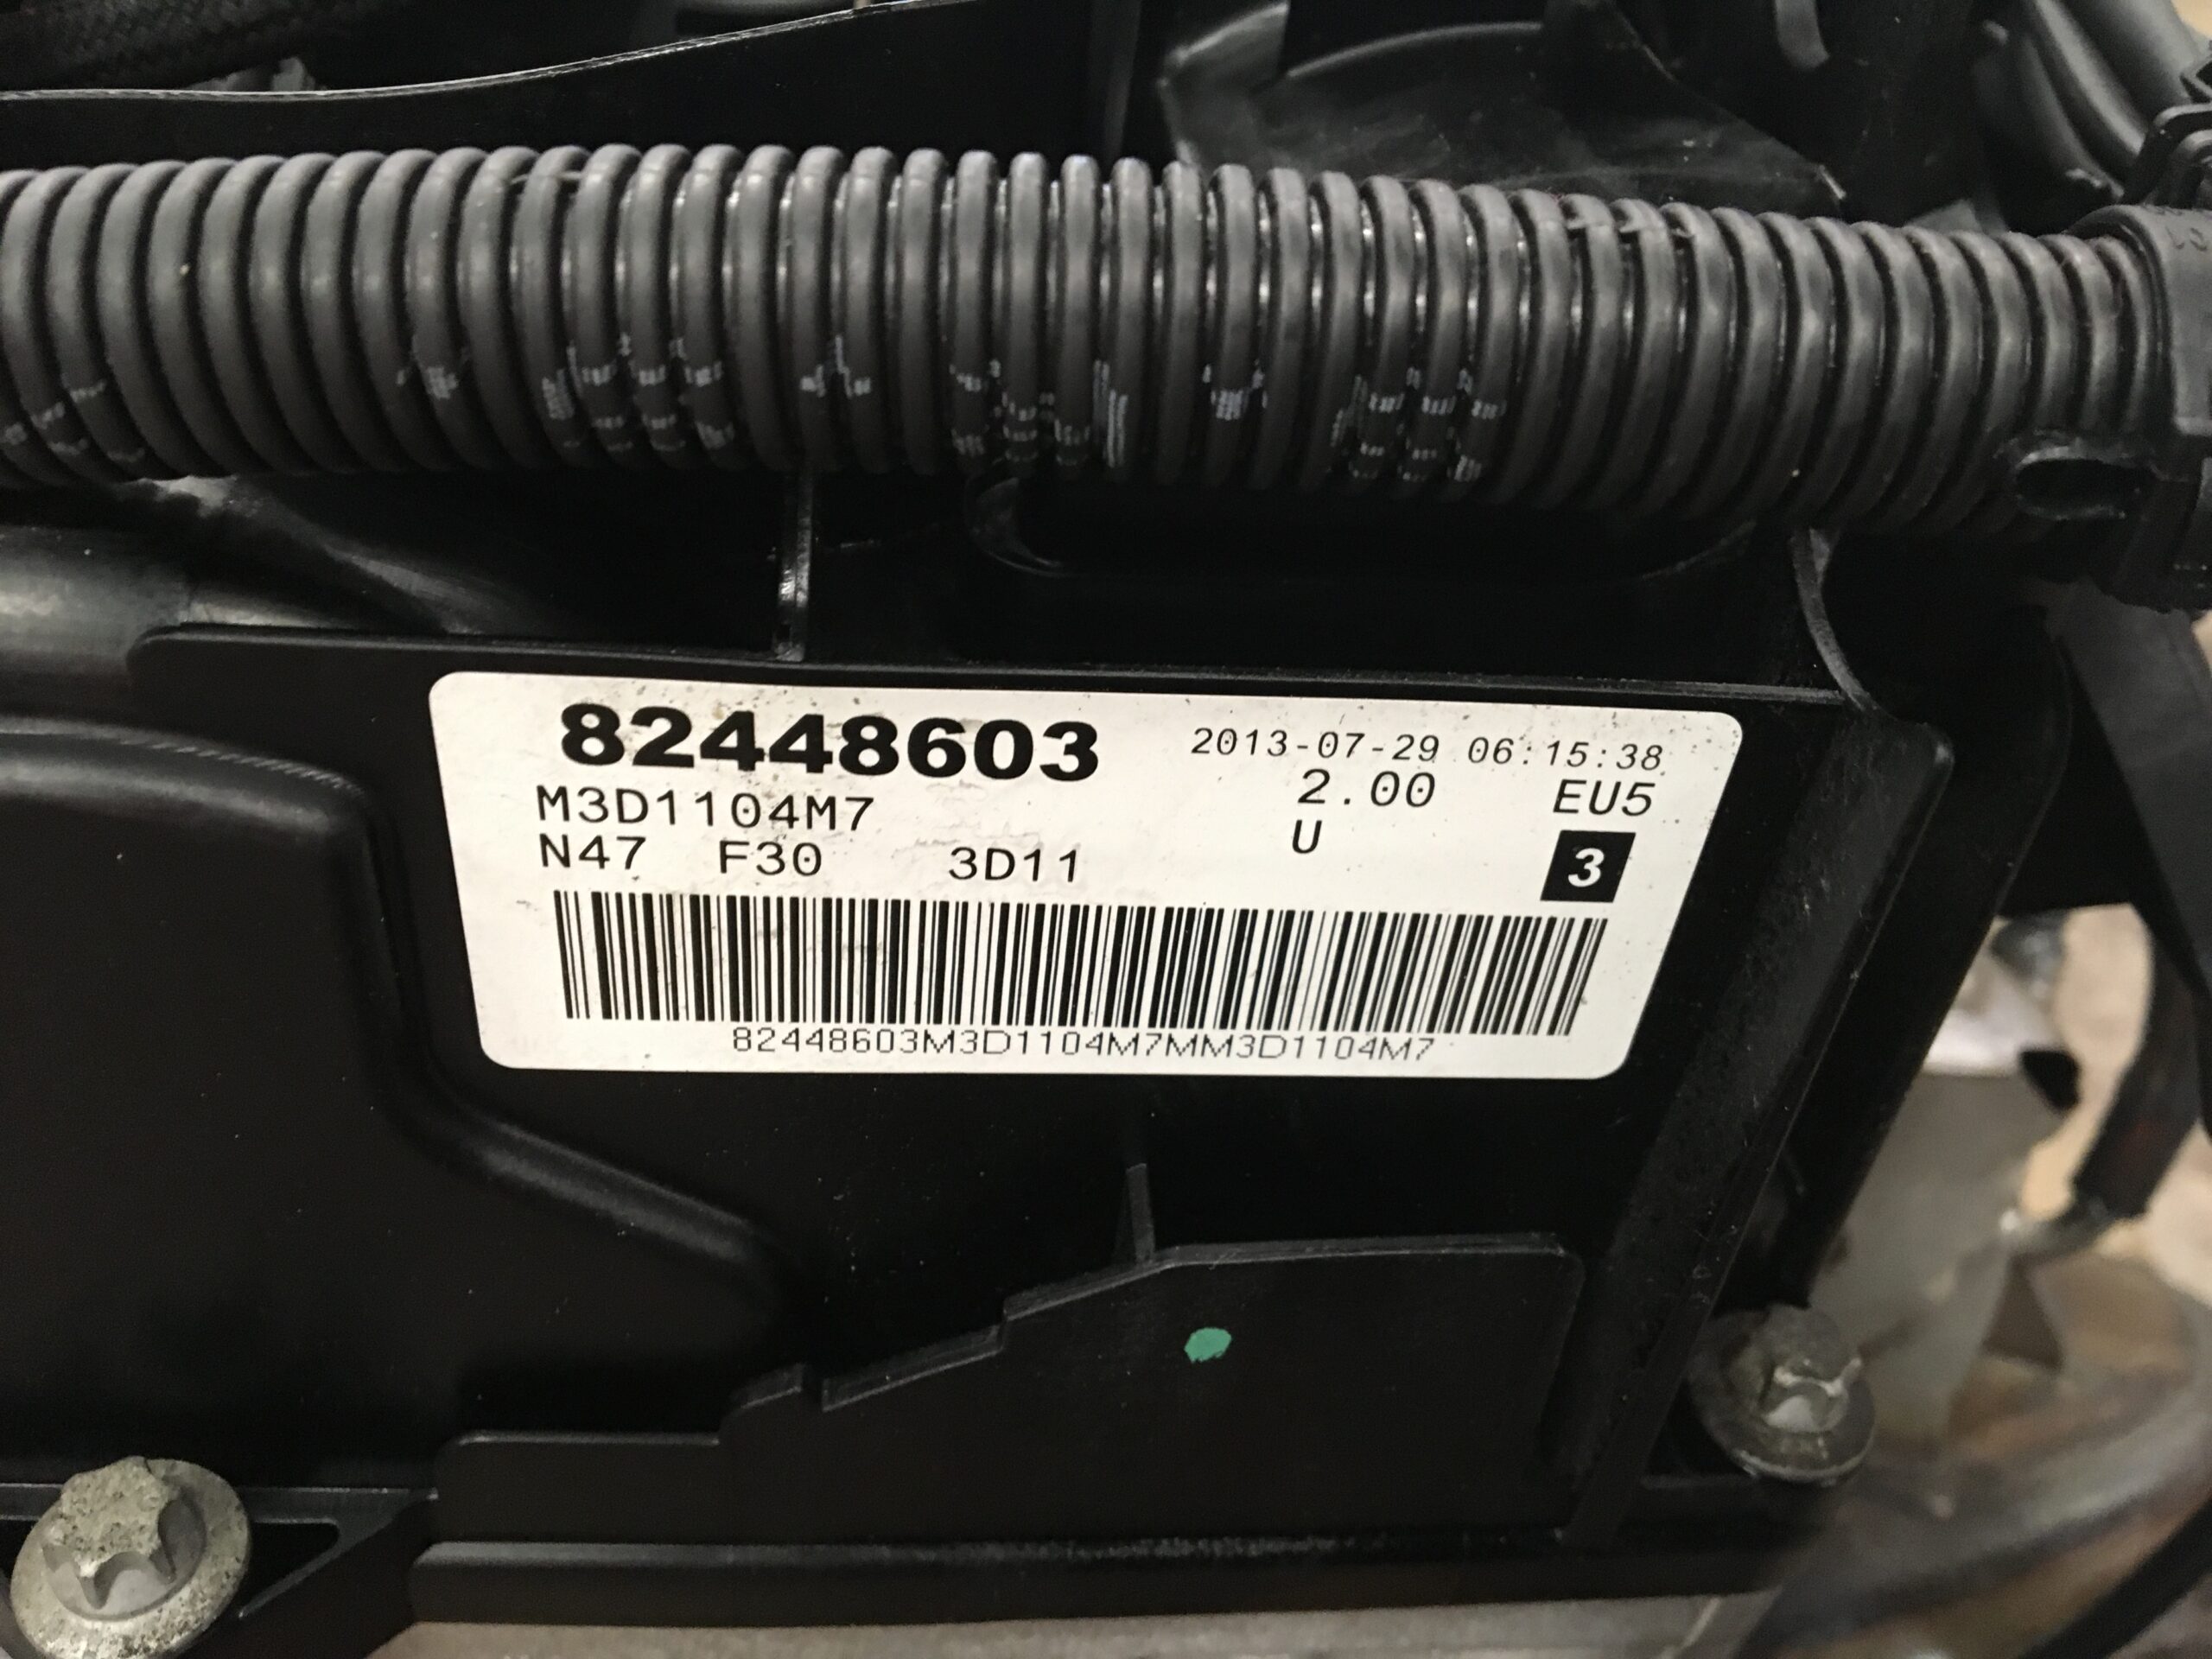 82448603
2013-07-29 06:15:38
M3D1104M7 2.00 EU5
N47 F30 3D11 U 3
82448603M3D1104M7MM3D1104M7